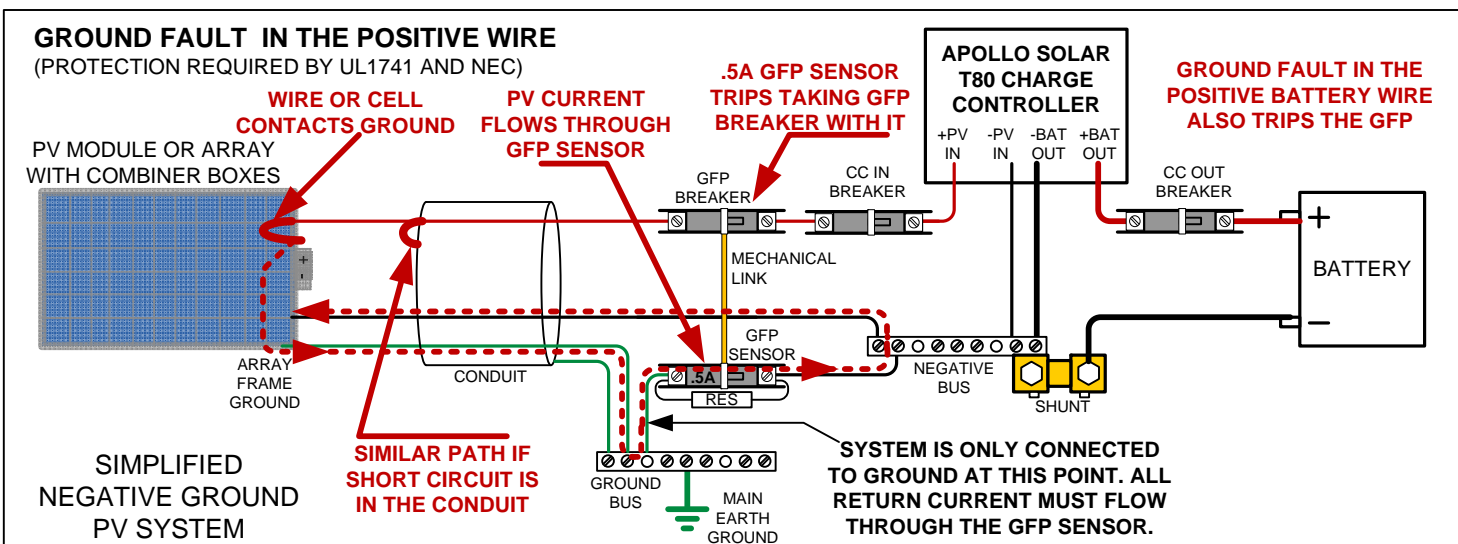 GROUND FAULT IN THE POSITIVE WIRE
(PROTECTION REQUIRED BY UL1741 AND NEC)
WIRE OR CELL
CONTACTS GROUND
PV CURRENT
FLOWS THROUGH
GFP SENSOR
.5A GFP SENSOR
TRIPS TAKING GFP
BREAKER WITH IT
APOLLO SOLAR
T80 CHARGE
CONTROLLER
+PV
IN
-PV
IN
-BAT
OUT
+BAT
OUT
GROUND FAULT IN THE
POSITIVE BATTERY WIRE
ALSO TRIPS THE GFP
PV MODULE OR ARRAY
WITH COMBINER BOXES
GFP
BREAKER
CC IN
BREAKER
CC OUT
BREAKER
+
BATTERY
–
+
-
MECHANICAL
LINK
GFP
SENSOR
.5A
RES
NEGATIVE
BUS
SHUNT
ARRAY
FRAME
GROUND
CONDUIT
SIMILAR PATH IF
SHORT CIRCUIT IS
IN THE CONDUIT
GROUND
BUS
MAIN
EARTH
GROUND
SYSTEM IS ONLY CONNECTED
TO GROUND AT THIS POINT. ALL
RETURN CURRENT MUST FLOW
THROUGH THE GFP SENSOR.
SIMPLIFIED
NEGATIVE GROUND
PV SYSTEM